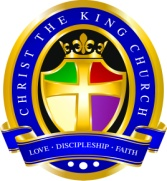 CHRIST THE KING CHURCH
LOVE · DISCIPLESHIP · FAITH